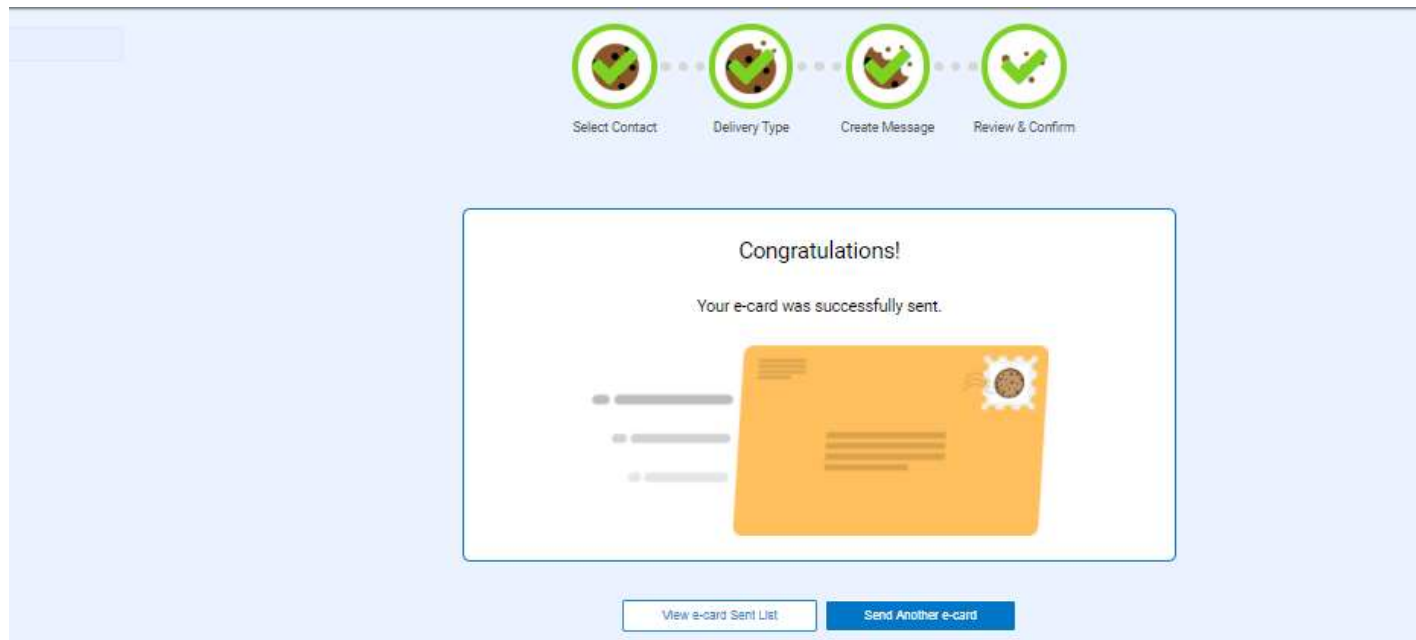 Select Contact
Delivery Type
Create Message
Review & Confirm
Congratulations!
Your e-card was successfully sent.
View e-card Sent List
Send Another e-card